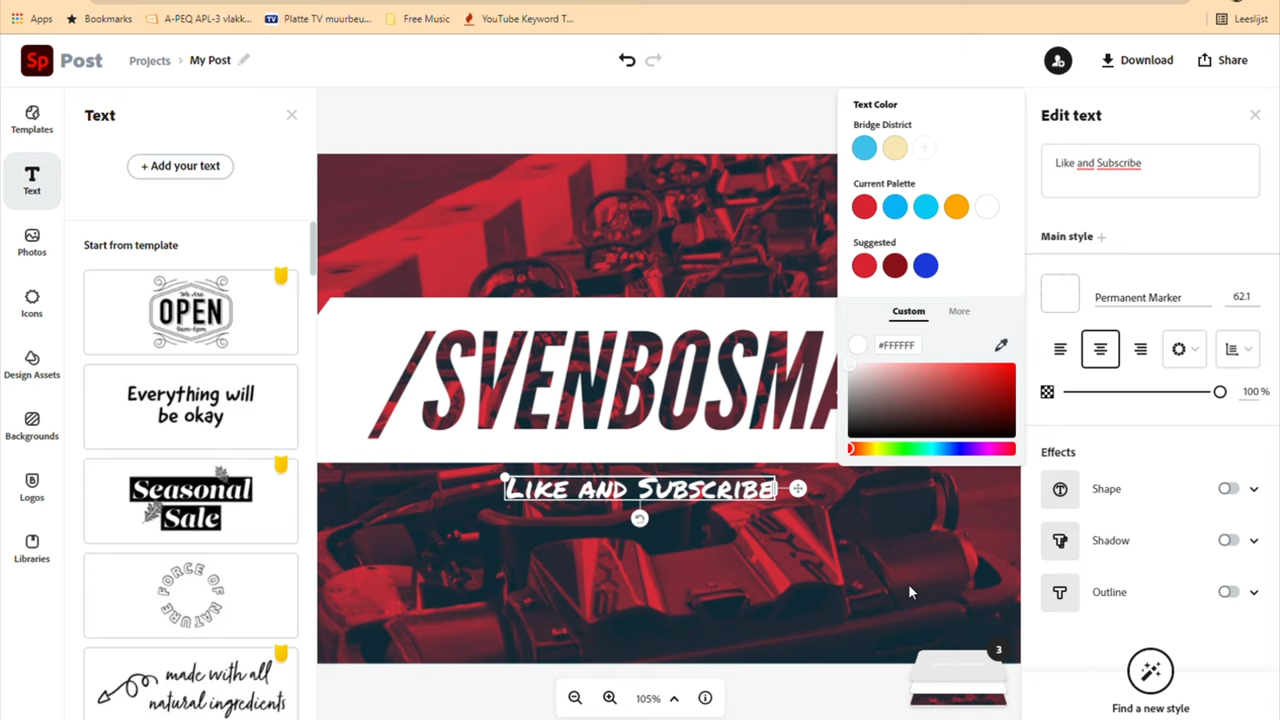 Apps
Bookmarks
A-PEQ APL-3 vlakk...
Platte TV muurbeu...
Free Music
YouTube Keyword T...
Leeslijst
Sp
Post
Projects
My Post
Download
Share
Templates
Text
Photos
Icons
Design Assets
Backgrounds
Logos
Libraries
Text
+ Add your text
Start from template
We Are
OPEN
Everything will
be okay
Seasonal
Sale
FORCE OF NATURE
made with all
natural ingredients
/SVENBOSMA
LIKE AND SUBSCRIBE
105%
3
Text Color
Bridge District
Current Palette
Suggested
Custom
More
#FFFFFF
Edit text
Like and Subscribe
Main style +
Permanent Marker
62.1
100 %
Effects
Shape
Shadow
Outline
Find a new style